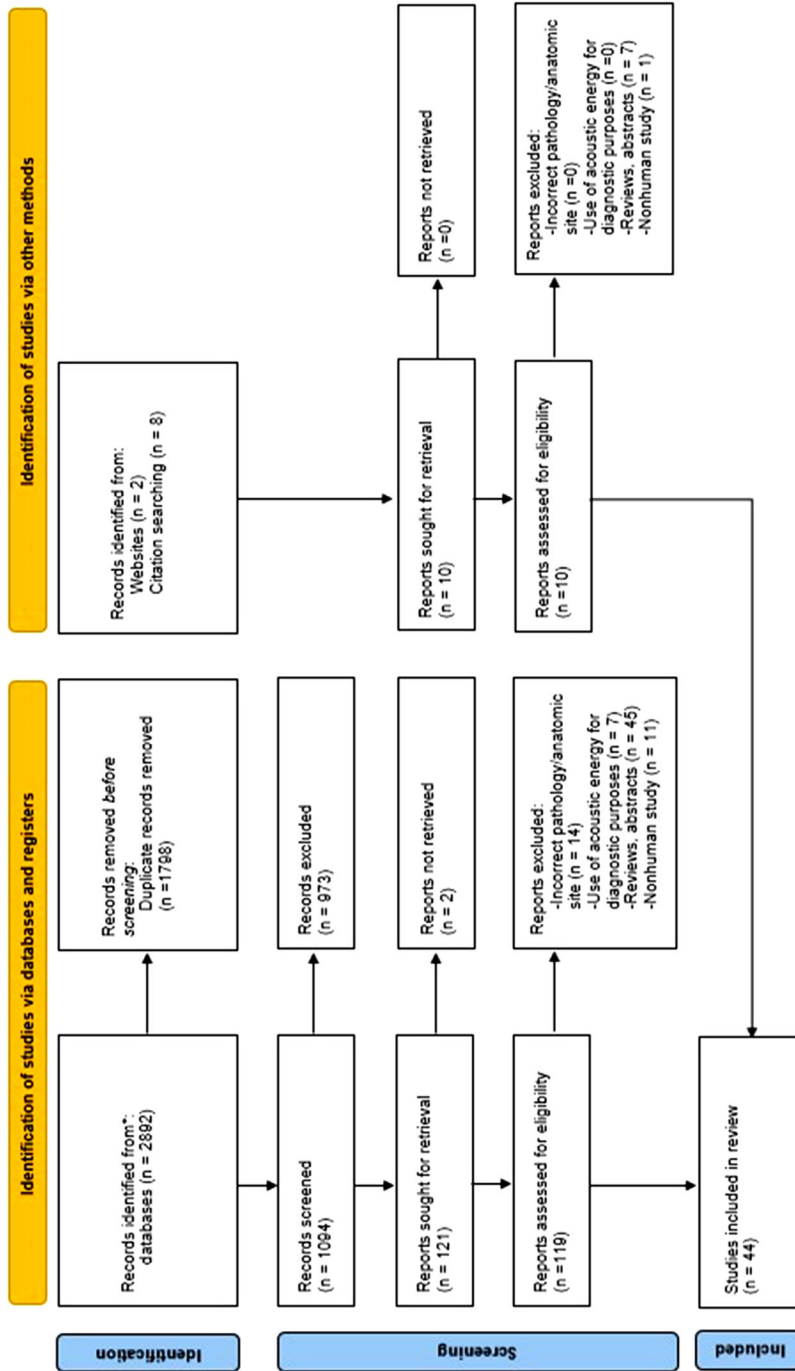 Identification of studies via databases and registers
Identification of studies via other methods
Identification
Records identified from*:
databases (n = 2892)
Records removed before
screening:
Duplicate records removed
(n =1798)
Records identified from:
Websites (n = 2)
Citation searching (n = 8)
Screening
Records screened
(n = 1094)
Records excluded
(n = 973)
Reports sought for retrieval
(n = 121)
Reports not retrieved
(n = 2)
Reports sought for retrieval
(n = 10)
Reports not retrieved
(n =0)
Reports assessed for eligibility
(n =119)
Reports excluded:
-Incorrect pathology/anatomic
site (n = 14)
-Use of acoustic energy for
diagnostic purposes (n = 7)
-Reviews, abstracts (n = 45)
-Nonhuman study (n = 11)
Reports assessed for eligibility
(n =10)
Reports excluded:
-Incorrect pathology/anatomic
site (n =0)
-Use of acoustic energy for
diagnostic purposes (n =0)
-Reviews, abstracts (n = 7)
-Nonhuman study (n = 1)
Included
Studies included in review
(n = 44)